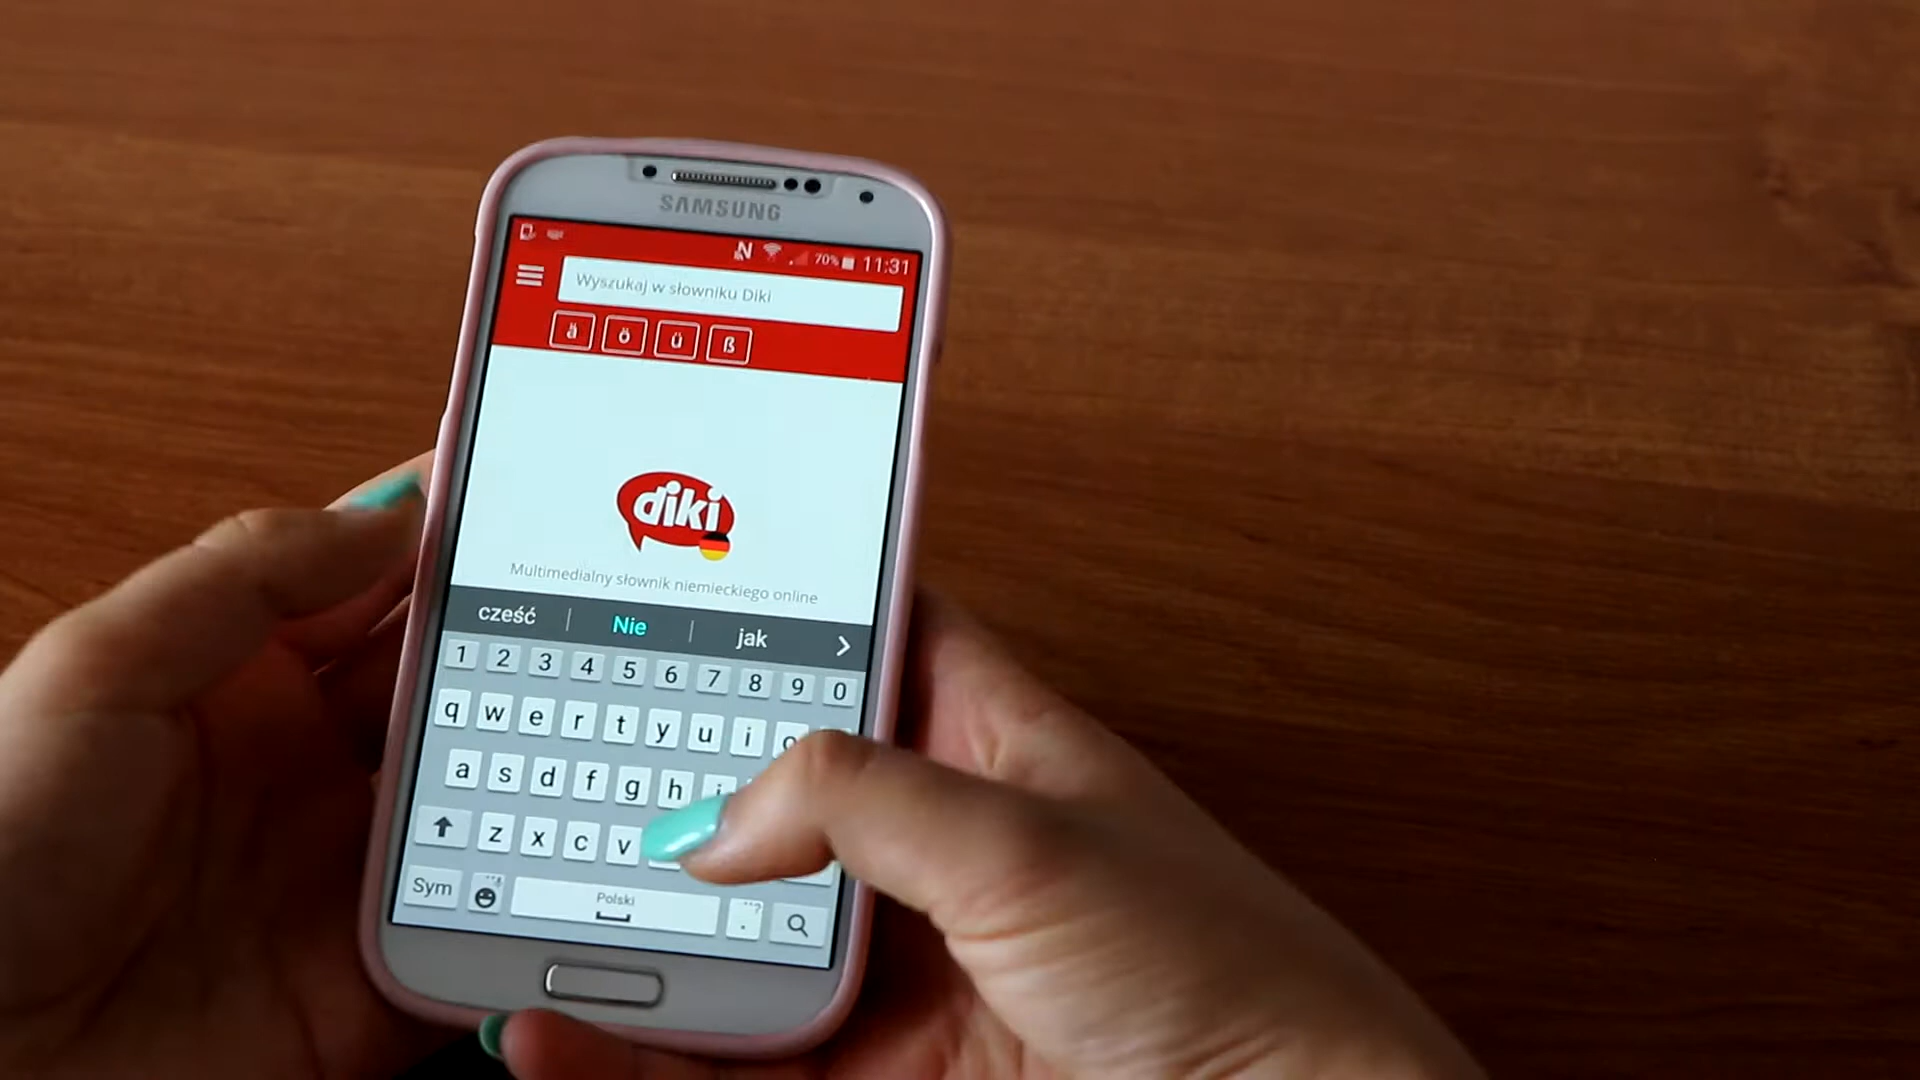 SAMSUNG
70% 11:31
Wyszukaj w słowniku Diki
ä ö ü ß
diki
Multimedialny słownik niemieckiego online
cześć Nie jak
1 2 3 4 5 6 7 8 9 0
q w e r t y u i
a s d f g h
z x c v
Sym Polski .